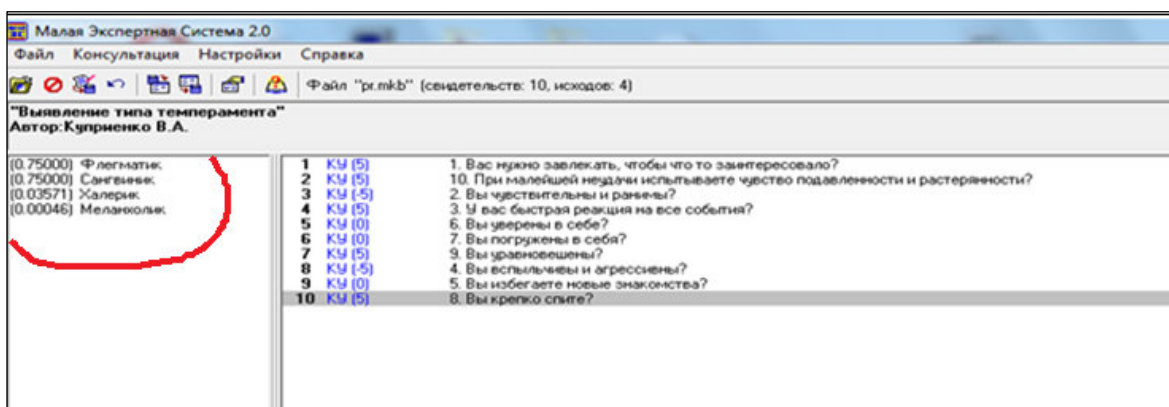 Малая Экспертная Система 2.0
Файл Консультация Настройки Справка
Файл "pr.mkb" (свидетельств: 10, исходов: 4)
"Выявление типа темперамента"
Автор:Куприенко В.А.
(0.75000) Флегматик
(0.75000) Сангвиник
(0.03571) Халерик
(0.00046) Меланхолик
1 КУ (5) 1. Вас нужно завлекать, чтобы что то заинтересовало?
2 КУ (5) 10. При малейшей неудачи испытываете чувство подавленности и растерянности?
3 КУ (-5) 2. Вы чувствительны и ранимы?
4 КУ (5) 3. У вас быстрая реакция на все события?
5 КУ (0) 6. Вы уверены в себе?
6 КУ (0) 7. Вы погружены в себя?
7 КУ (5) 9. Вы уравновешены?
8 КУ (-5) 4. Вы вспыльчивы и агрессивны?
9 КУ (0) 5. Вы избегаете новые знакомства?
10 КУ (5) 8. Вы крепко спите?